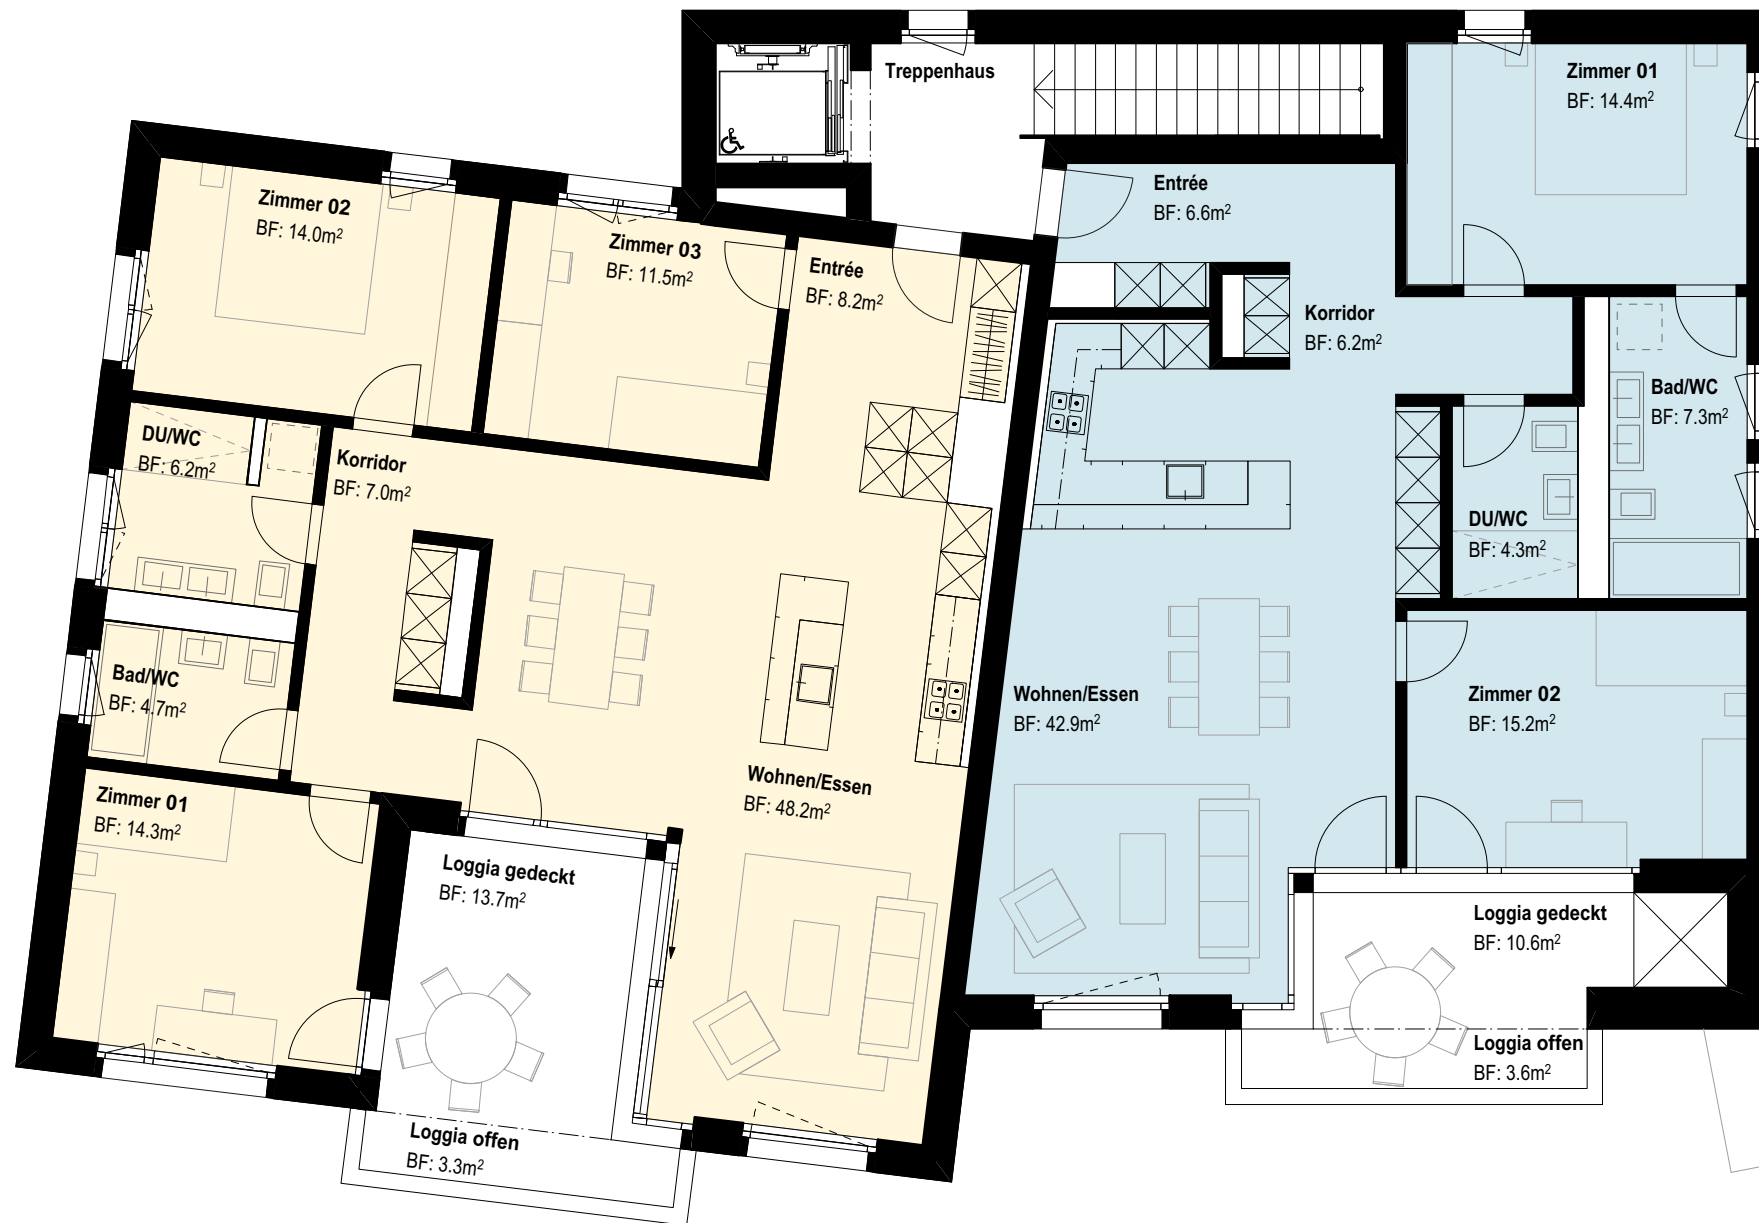 Treppenhaus
Zimmer 01
BF: 14.4m²
Entrée
BF: 6.6m²
Zimmer 02
BF: 14.0m²
Zimmer 03
BF: 11.5m²
Entrée
BF: 8.2m²
Korridor
BF: 6.2m²
Bad/WC
BF: 7.3m²
DU/WC
BF: 6.2m²
Korridor
BF: 7.0m²
DU/WC
BF: 4.3m²
Bad/WC
BF: 4.7m²
Wohnen/Essen
BF: 42.9m²
Zimmer 02
BF: 15.2m²
Zimmer 01
BF: 14.3m²
Wohnen/Essen
BF: 48.2m²
Loggia gedeckt
BF: 13.7m²
Loggia gedeckt
BF: 10.6m²
Loggia offen
BF: 3.6m²
Loggia offen
BF: 3.3m²